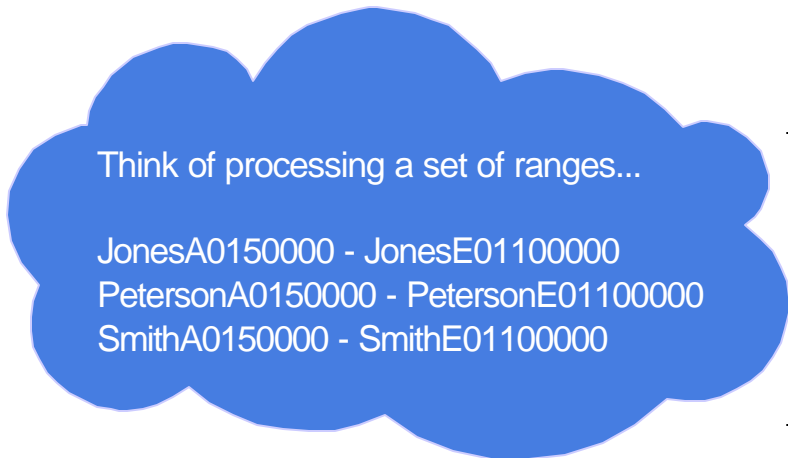 Think of processing a set of ranges...
JonesA0150000 - JonesE01100000
PetersonA0150000 - PetersonE01100000
SmithA0150000 - SmithE01100000